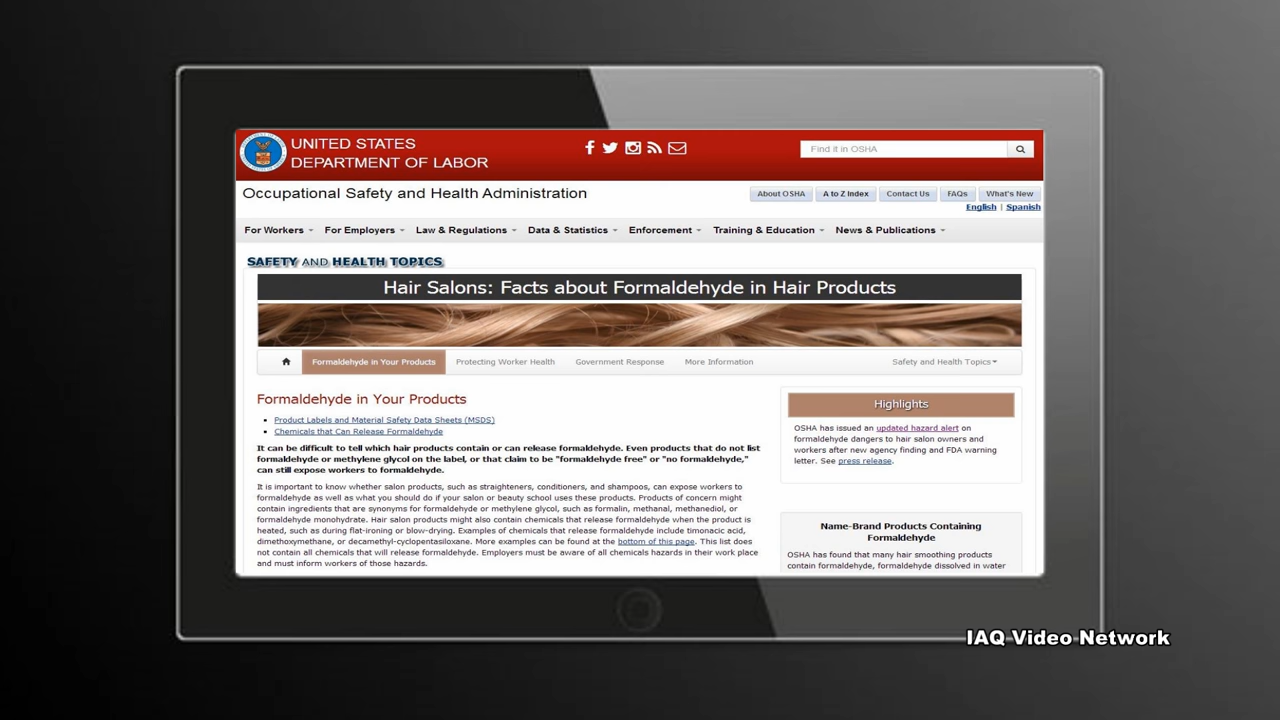 UNITED STATES
DEPARTMENT OF LABOR
Find it in OSHA
Occupational Safety and Health Administration
About OSHA A to Z Index Contact Us FAQs What's New
English | Spanish
For Workers For Employers Law & Regulations Data & Statistics Enforcement Training & Education News & Publications
SAFETY AND HEALTH TOPICS
Hair Salons: Facts about Formaldehyde in Hair Products
Formaldehyde in Your Products Protecting Worker Health Government Response More Information Safety and Health Topics
Formaldehyde in Your Products
Product Labels and Material Safety Data Sheets (MSDS)
Chemicals that Can Release Formaldehyde
It can be difficult to tell which hair products contain or can release formaldehyde. Even products that do not list
formaldehyde or methylene glycol on the label, or that claim to be "formaldehyde free" or "no formaldehyde,"
can still expose workers to formaldehyde.
It is important to know whether salon products, such as straighteners, conditioners, and shampoos, can expose workers to
formaldehyde as well as what you should do if your salon or beauty school uses these products. Products of concern might
contain ingredients that are synonyms for formaldehyde or methylene glycol, such as formalin, methanal, methanediol, or
formaldehyde monohydrate. Hair salon products might also contain chemicals that release formaldehyde when the product is
heated, such as during flat-ironing or blow-drying. Examples of chemicals that release formaldehyde include timonacic acid,
dimethoxymethane, or decamethyl-cyclopentasiloxane. More examples can be found at the bottom of this page. This list does
not contain all chemicals that will release formaldehyde. Employers must be aware of all chemicals hazards in their work place
and must inform workers of those hazards.
Highlights
OSHA has issued an updated hazard alert on
formaldehyde dangers to hair salon owners and
workers after new agency finding and FDA warning
letter. See press release.
Name-Brand Products Containing
Formaldehyde
OSHA has found that many hair smoothing products
contain formaldehyde, formaldehyde dissolved in water
IAQ Video Network